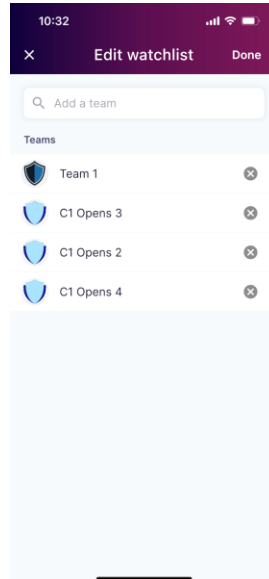 10:32
Edit watchlist
Done
Add a team
Teams
Team 1
C1 Opens 3
C1 Opens 2
C1 Opens 4